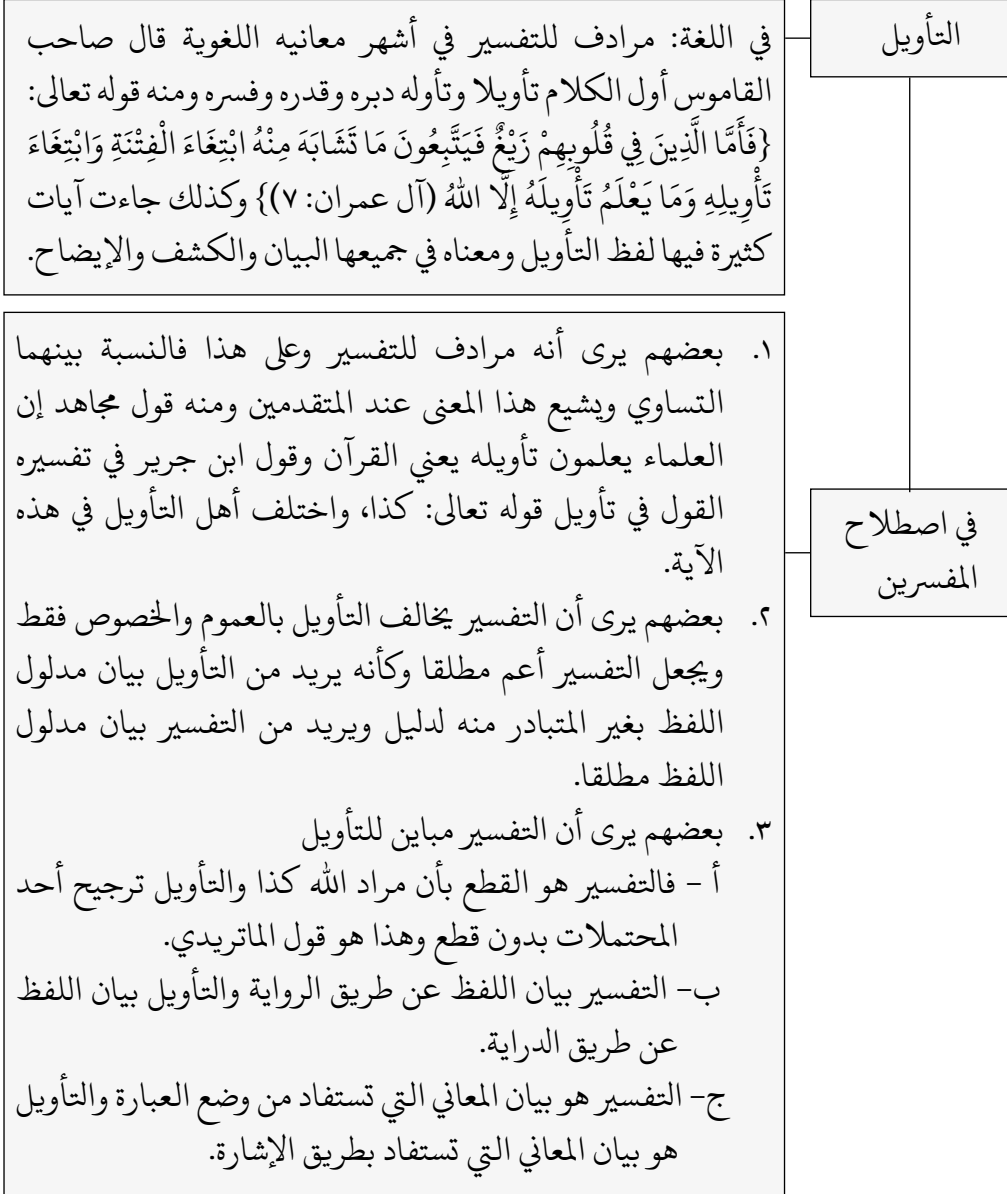 التأويل
في اللغة: مرادف للتفسير في أشهر معانيه اللغوية قال صاحب
القاموس أول الكلام تأويلا وتأوله دبره وقدره وفسره ومنه قوله تعالى:
{فَأَمَّا الَّذِينَ فِي قُلُوبِهِمْ زَيْغٌ فَيَتَّبِعُونَ مَا تَشَابَهَ مِنْهُ ابْتِغَاءَ الْفِتْنَةِ وَابْتِغَاءَ
تَأْوِيلِهِ وَمَا يَعْلَمُ تَأْوِيلَهُ إِلَّا اللهُ (آل عمران: ٧)} وكذلك جاءت آيات
كثيرة فيها لفظ التأويل ومعناه في جميعها البيان والكشف والإيضاح.
في اصطلاح
المفسرين
١. بعضهم يرى أنه مرادف للتفسير وعلى هذا فالنسبة بينهما
التساوي ويشيع هذا المعنى عند المتقدمين ومنه قول مجاهد إن
العلماء يعلمون تأويله يعني القرآن وقول ابن جرير في تفسيره
القول في تأويل قوله تعالى: كذا، واختلف أهل التأويل في هذه
الآية.
٢. بعضهم يرى أن التفسير يخالف التأويل بالعموم والخصوص فقط
ويجعل التفسير أعم مطلقا وكأنه يريد من التأويل بيان مدلول
اللفظ بغير المتبادر منه لدليل ويريد من التفسير بيان مدلول
اللفظ مطلقا.
٣. بعضهم يرى أن التفسير مباين للتأويل
أ – فالتفسير هو القطع بأن مراد الله كذا والتأويل ترجيح أحد
المحتملات بدون قطع وهذا هو قول الماتريدي.
ب– التفسير بيان اللفظ عن طريق الرواية والتأويل بيان اللفظ
عن طريق الدراية.
ج– التفسير هو بيان المعاني التي تستفاد من وضع العبارة والتأويل
هو بيان المعاني التي تستفاد بطريق الإشارة.